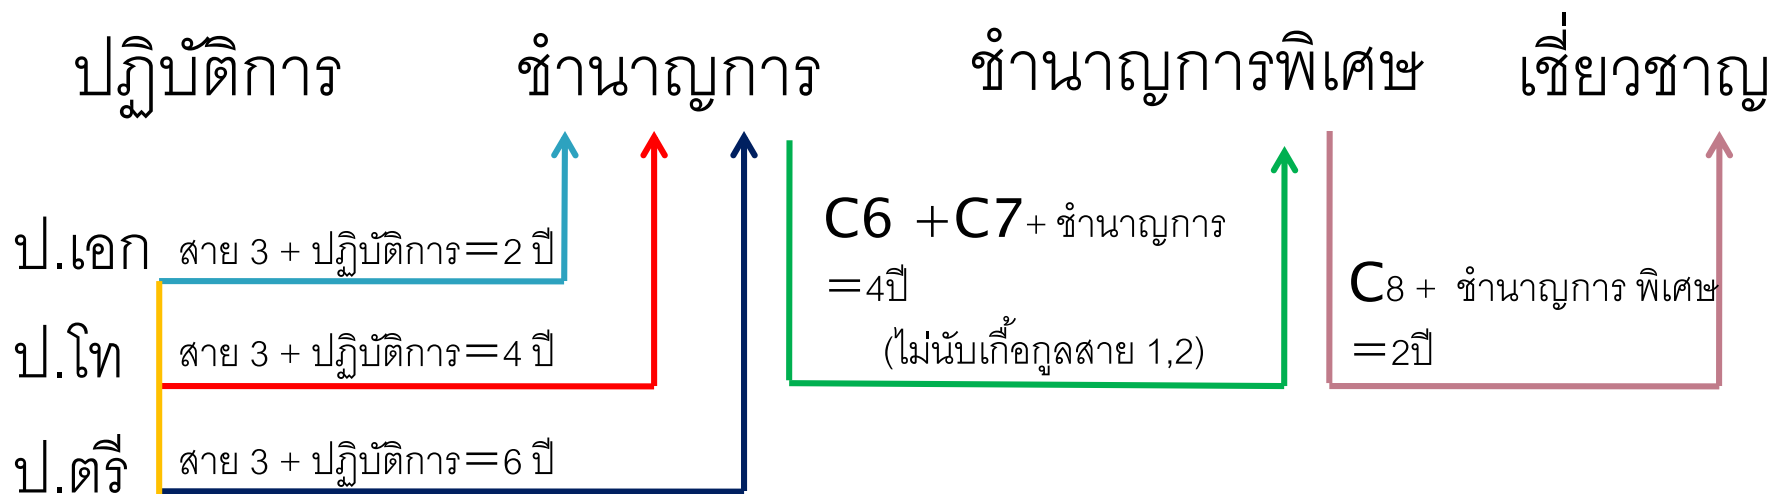 ปฏิบัติการ ชำนาญการ ชำนาญการพิเศษ เชี่ยวชาญ
ป.เอก สาย 3 + ปฏิบัติการ=2 ปี
ป.โท สาย 3 + ปฏิบัติการ=4 ปี
ป.ตรี สาย 3 + ปฏิบัติการ=6 ปี
C6 +C7+ ชำนาญการ
=4ปี
(ไม่นับเกื้อกูลสาย 1,2)
C8 + ชำนาญการ พิเศษ
=2ปี